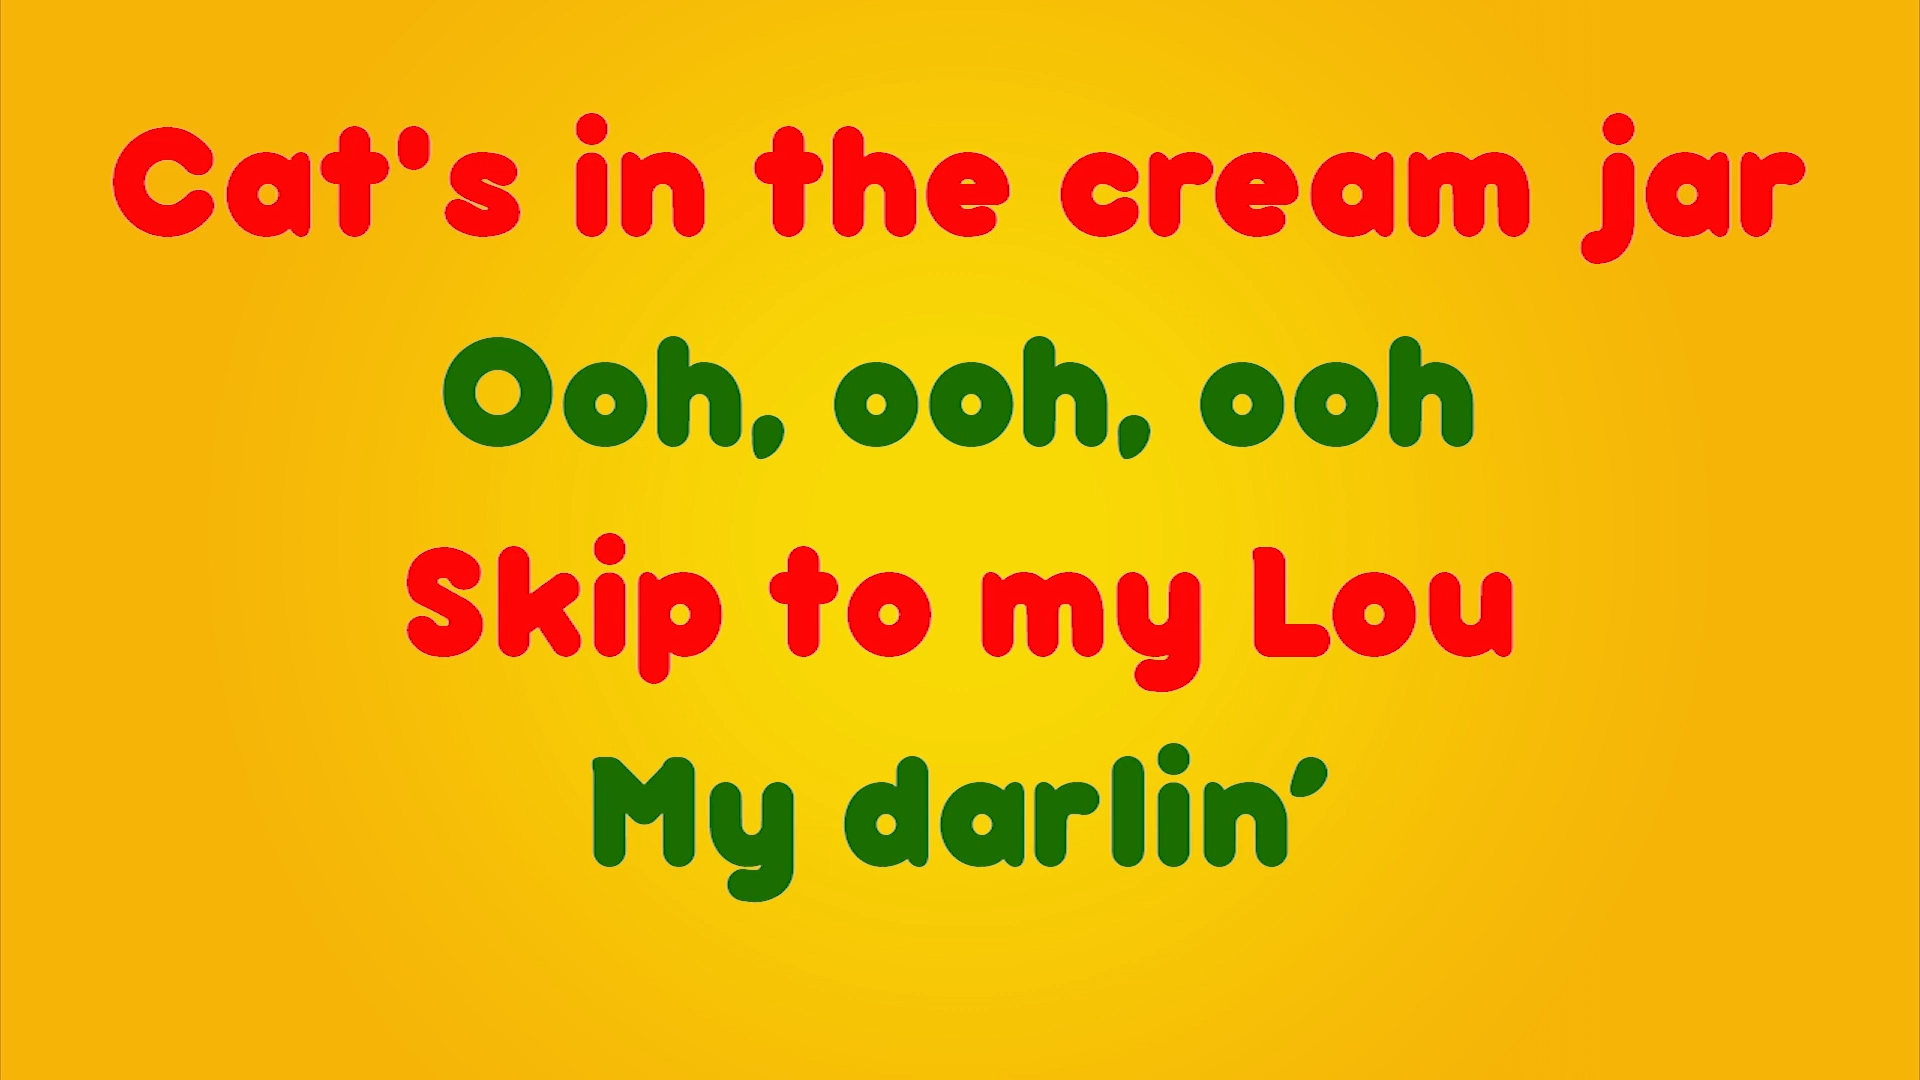 Cat's in the cream jar
Ooh, ooh, ooh
Skip to my Lou
My darlin’